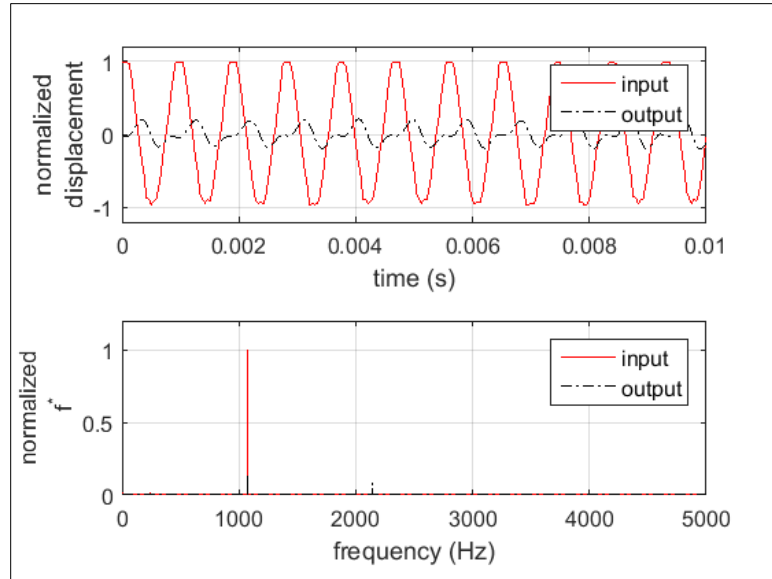 normalized
displacement
1
0
-1
input
output
0
0.002
0.004
0.006
0.008
0.01
time (s)
normalized
f*
1
0.5
0
input
output
0
1000
2000
3000
4000
5000
frequency (Hz)